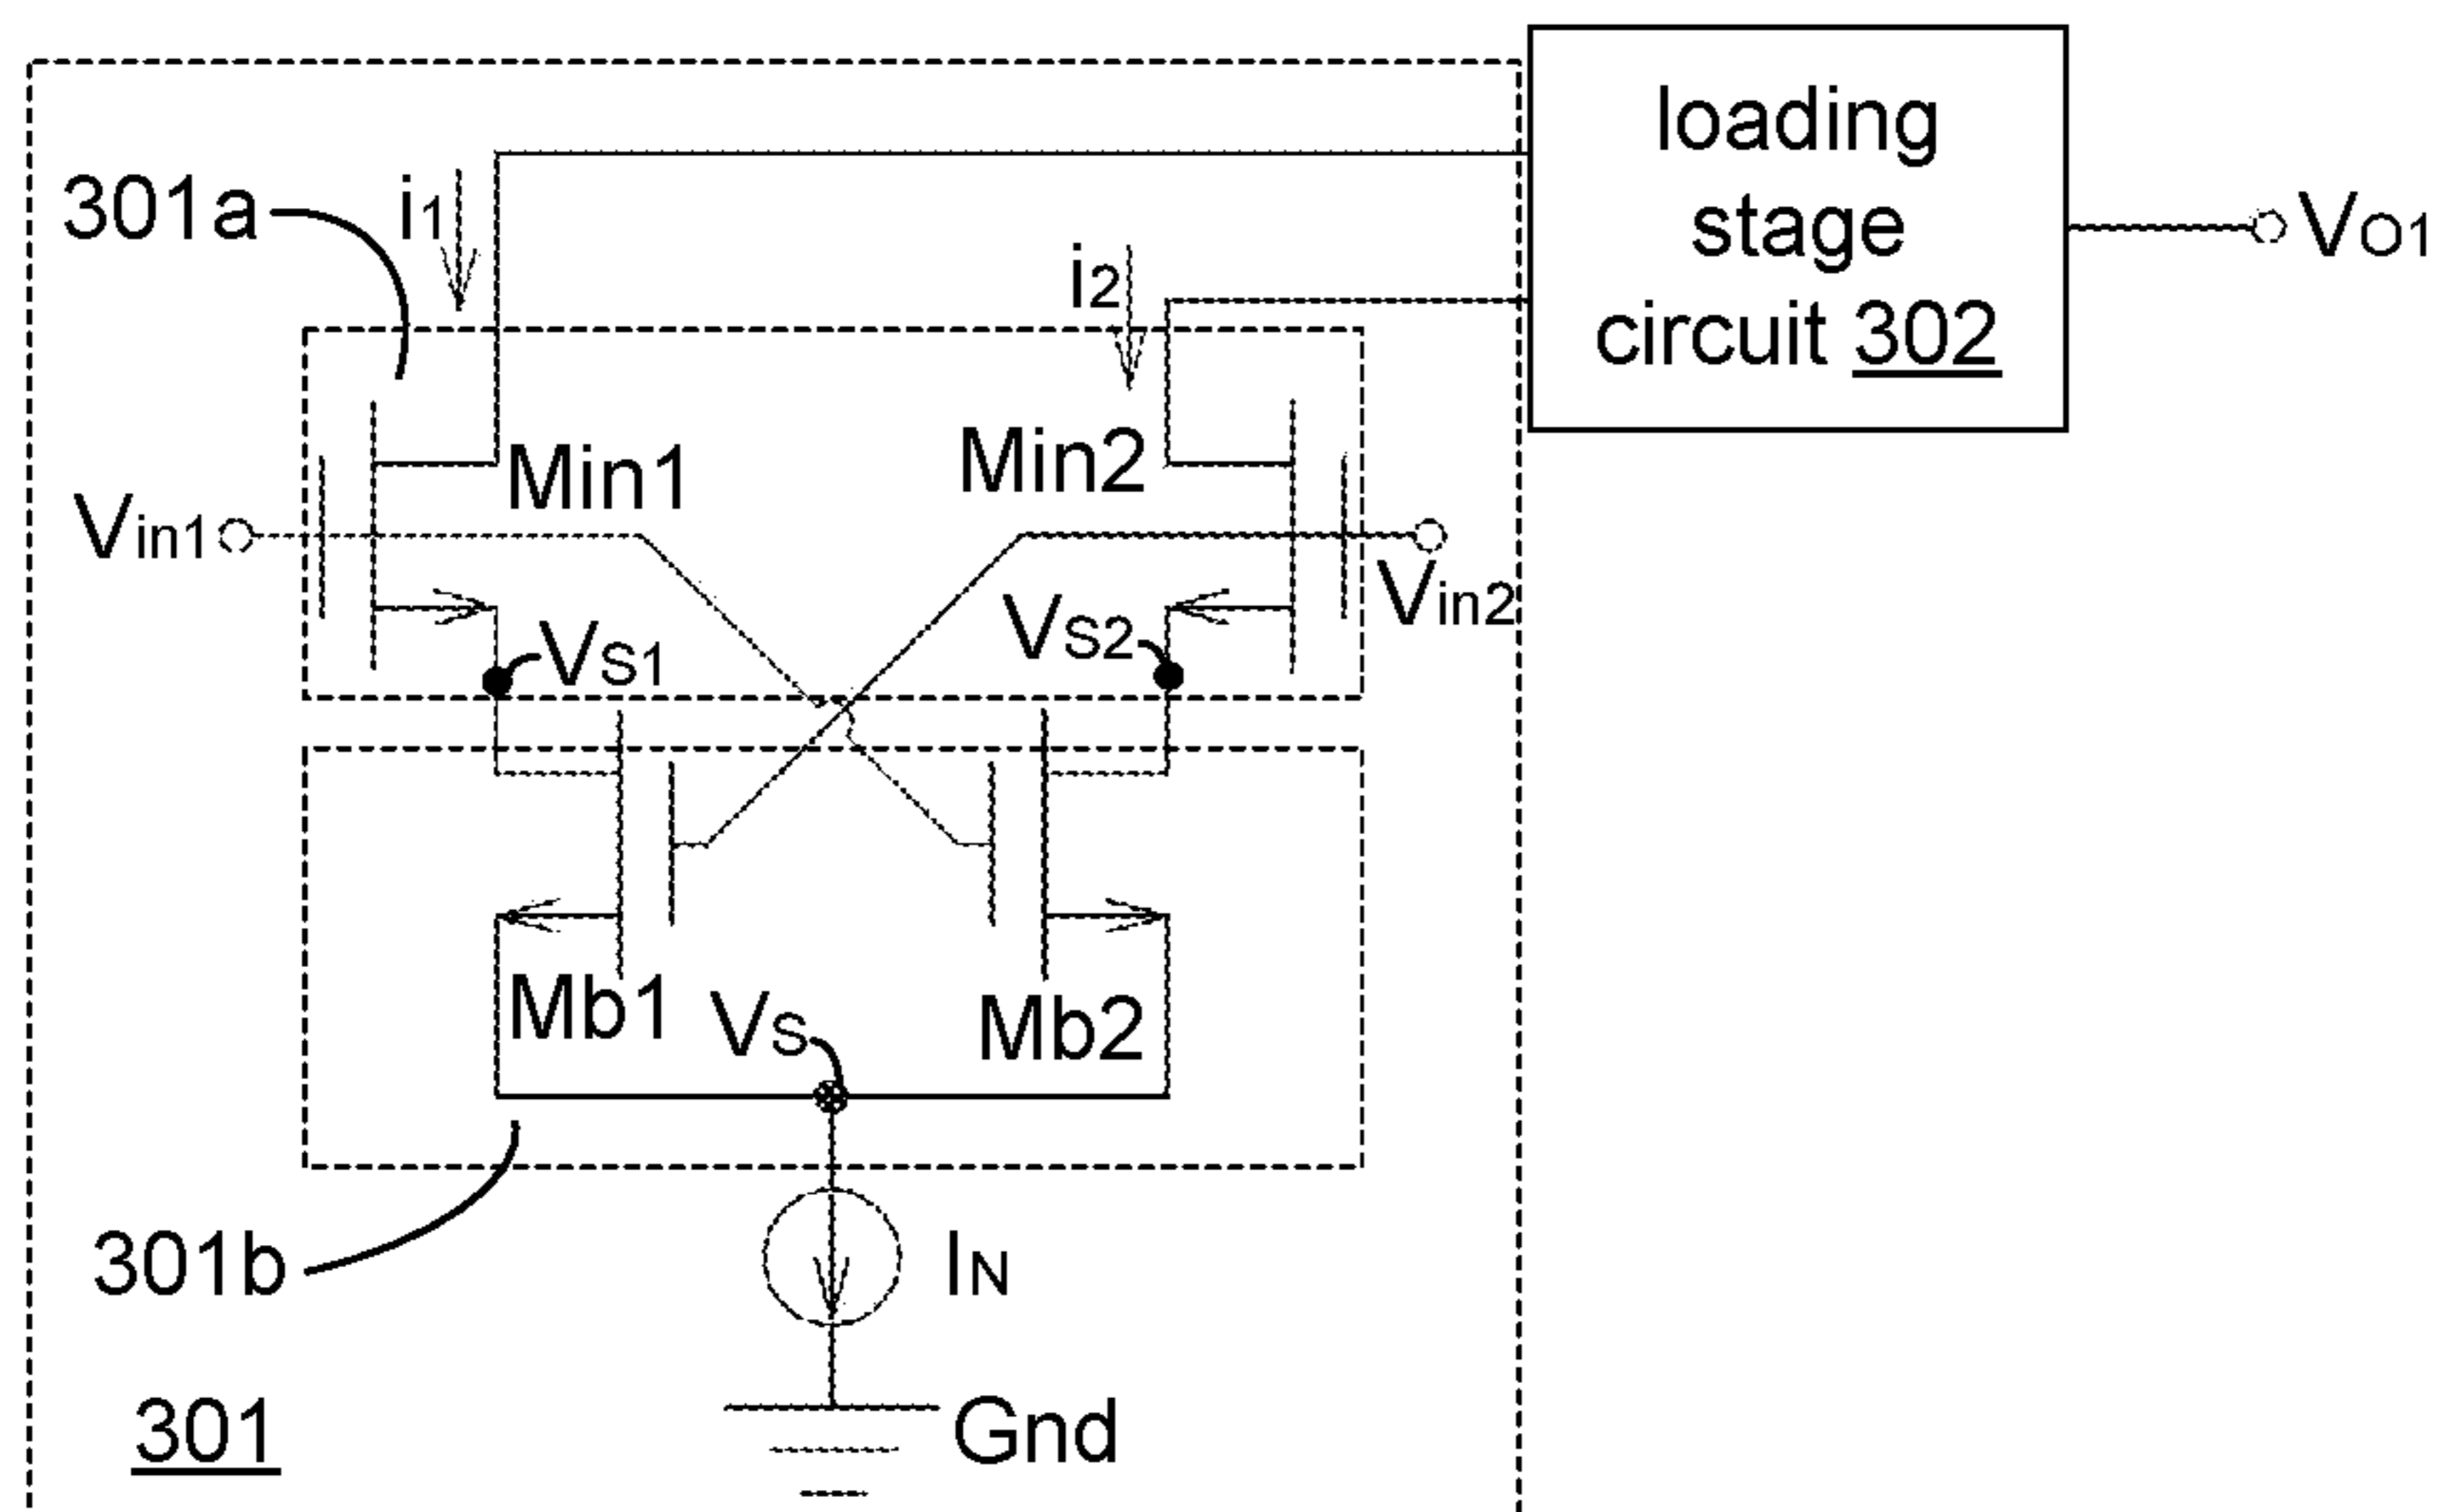 loading
stage
circuit 302
VO1
301a
i1
i2
Min1
Min2
Vin1
Vin2
VS1
VS2
Mb1
VS
Mb2
301b
IN
301
Gnd